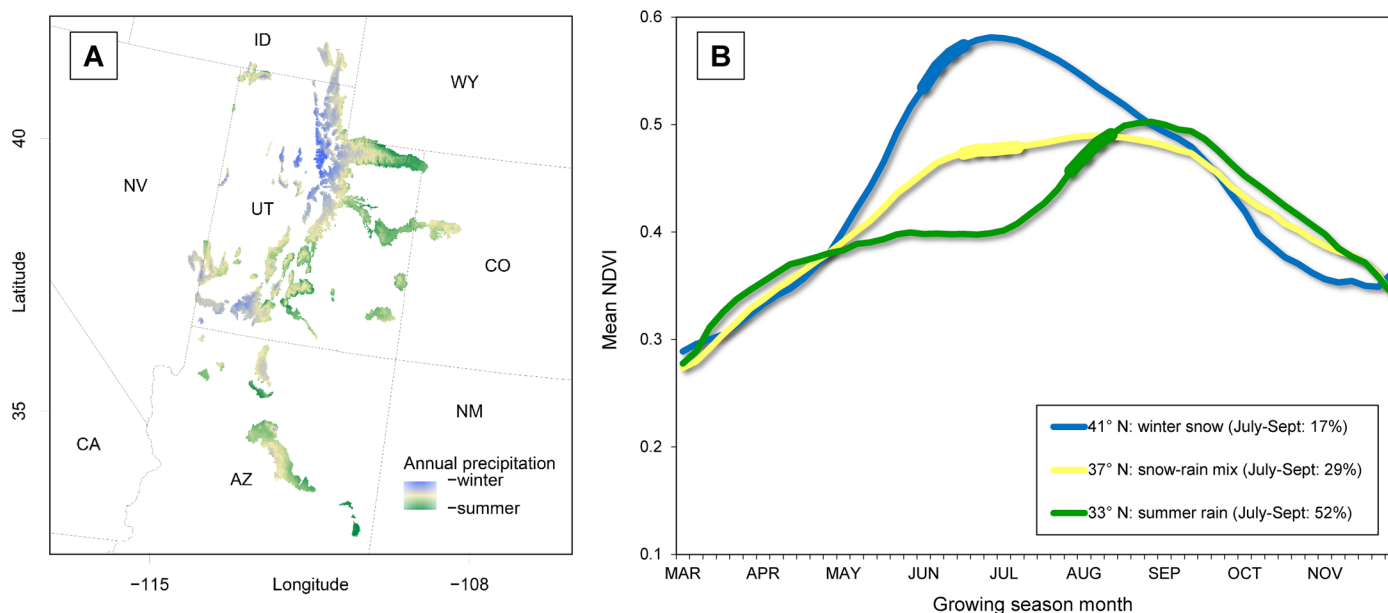 A
ID
WY
40
NV
UT
CO
Latitude
35
NM
CA
AZ
Annual precipitation
–winter
–summer
−115
Longitude
−108
B
0.6
0.5
0.4
0.3
0.2
0.1
Mean NDVI
41° N: winter snow (July-Sept: 17%)
37° N: snow-rain mix (July-Sept: 29%)
33° N: summer rain (July-Sept: 52%)
MAR APR MAY JUN JUL AUG SEP OCT NOV
Growing season month